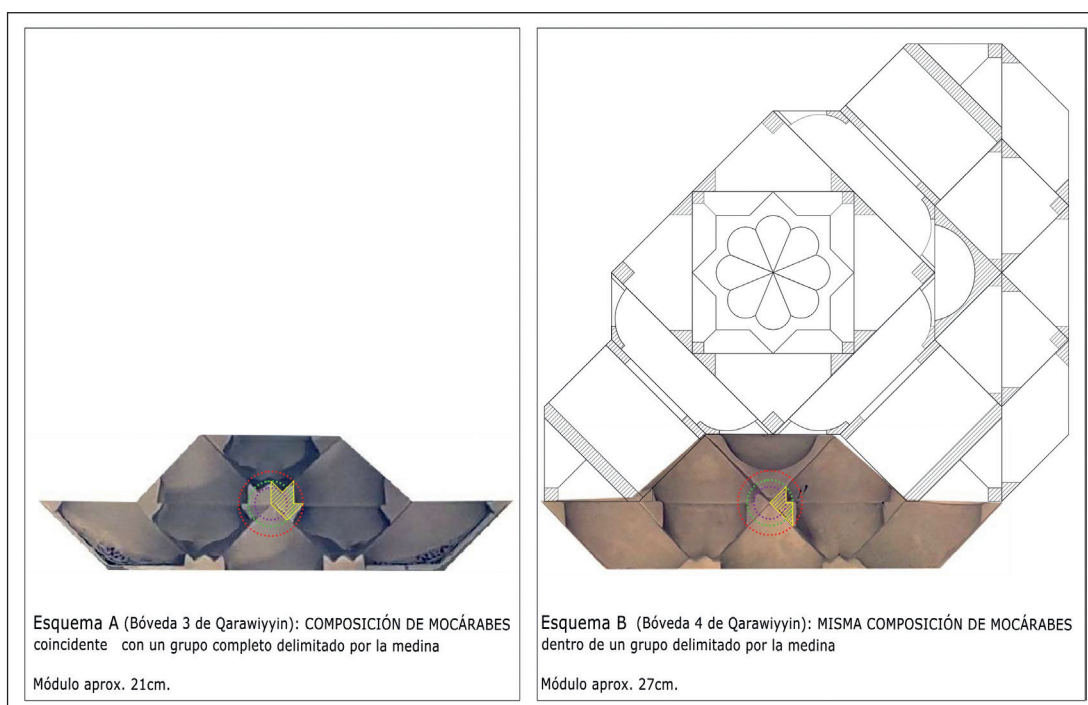 Esquema A (Bóveda 3 de Qarawiyyin): COMPOSICIÓN DE MOCÁRABES
coincidente con un grupo completo delimitado por la medina
Módulo aprox. 21cm.
Esquema B (Bóveda 4 de Qarawiyyin): MISMA COMPOSICIÓN DE MOCÁRABES
dentro de un grupo delimitado por la medina
Módulo aprox. 27cm.